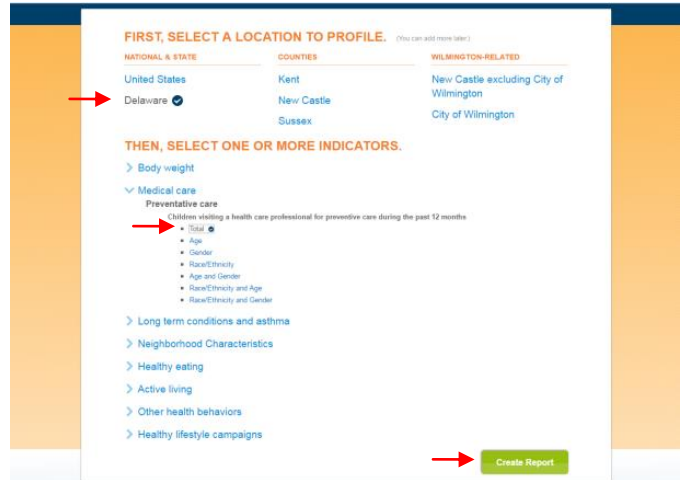 FIRST, SELECT A LOCATION TO PROFILE. (You can add more later.)
NATIONAL & STATE COUNTIES WILMINGTON-RELATED
United States Kent New Castle excluding City of
Wilmington
Delaware New Castle
City of Wilmington
Sussex
THEN, SELECT ONE OR MORE INDICATORS.
Body weight
Medical care
Preventative care
Children visiting a health care professional for preventive care during the past 12 months
Total
Age
Gender
Race/Ethnicity
Age and Gender
Race/Ethnicity and Age
Race/Ethnicity and Gender
Long term conditions and asthma
Neighborhood Characteristics
Healthy eating
Active living
Other health behaviors
Healthy lifestyle campaigns
Create Report